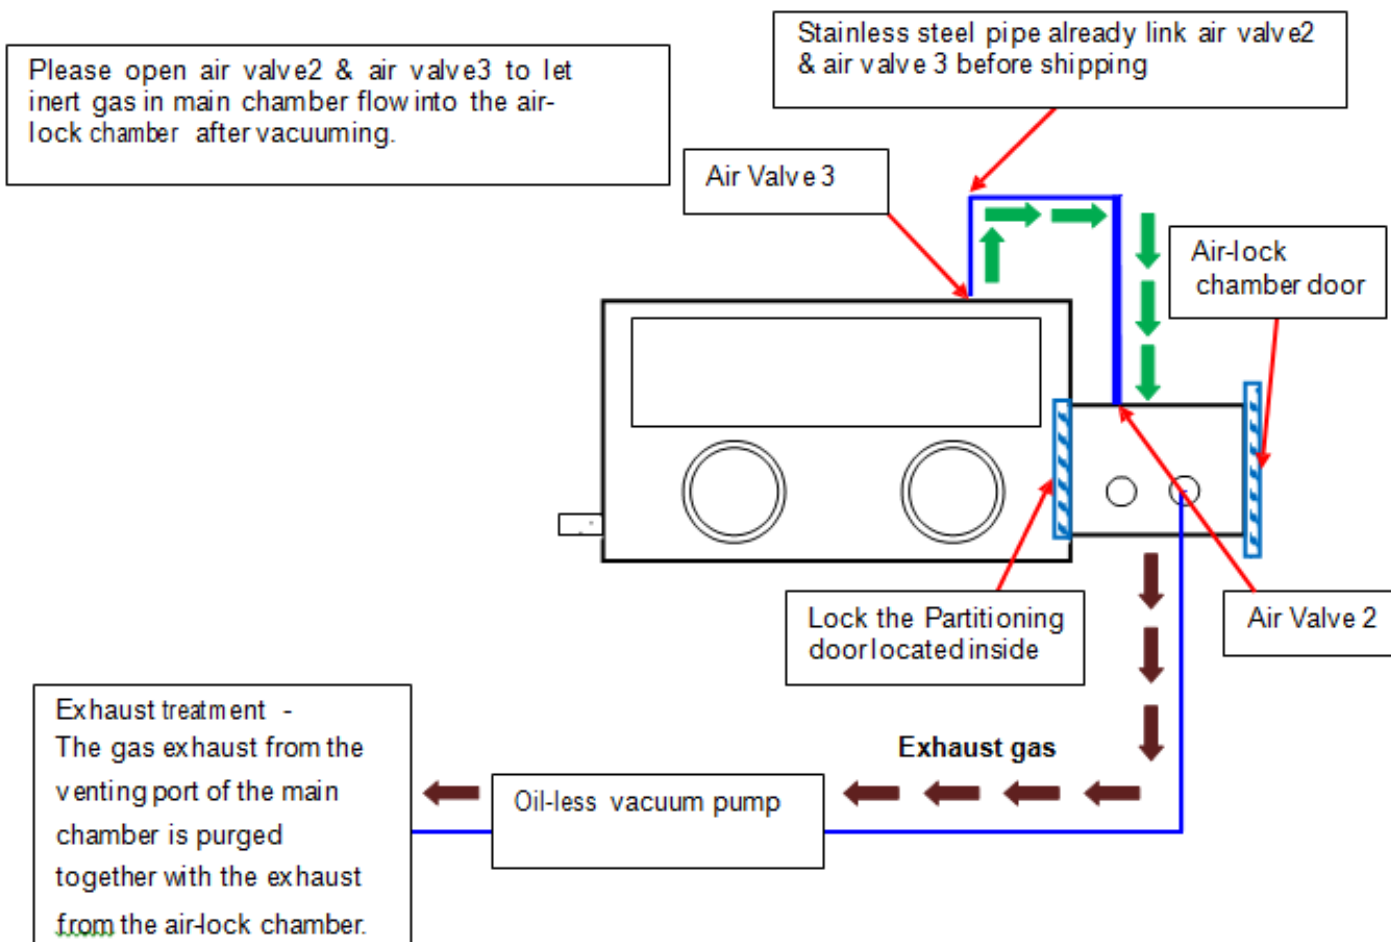 Stainless steel pipe already link air valve2
& air valve 3 before shipping
Please open air valve2 & air valve3 to let
inert gas in main chamber flow into the air-
lock chamber after vacuuming.
Air Valve 3
Air-lock
chamber door
Lock the Partitioning
door located inside
Air Valve 2
Exhaust treatment -
The gas exhaust from the
venting port of the main
chamber is purged
together with the exhaust
from the air-lock chamber.
Exhaust gas
Oil-less vacuum pump